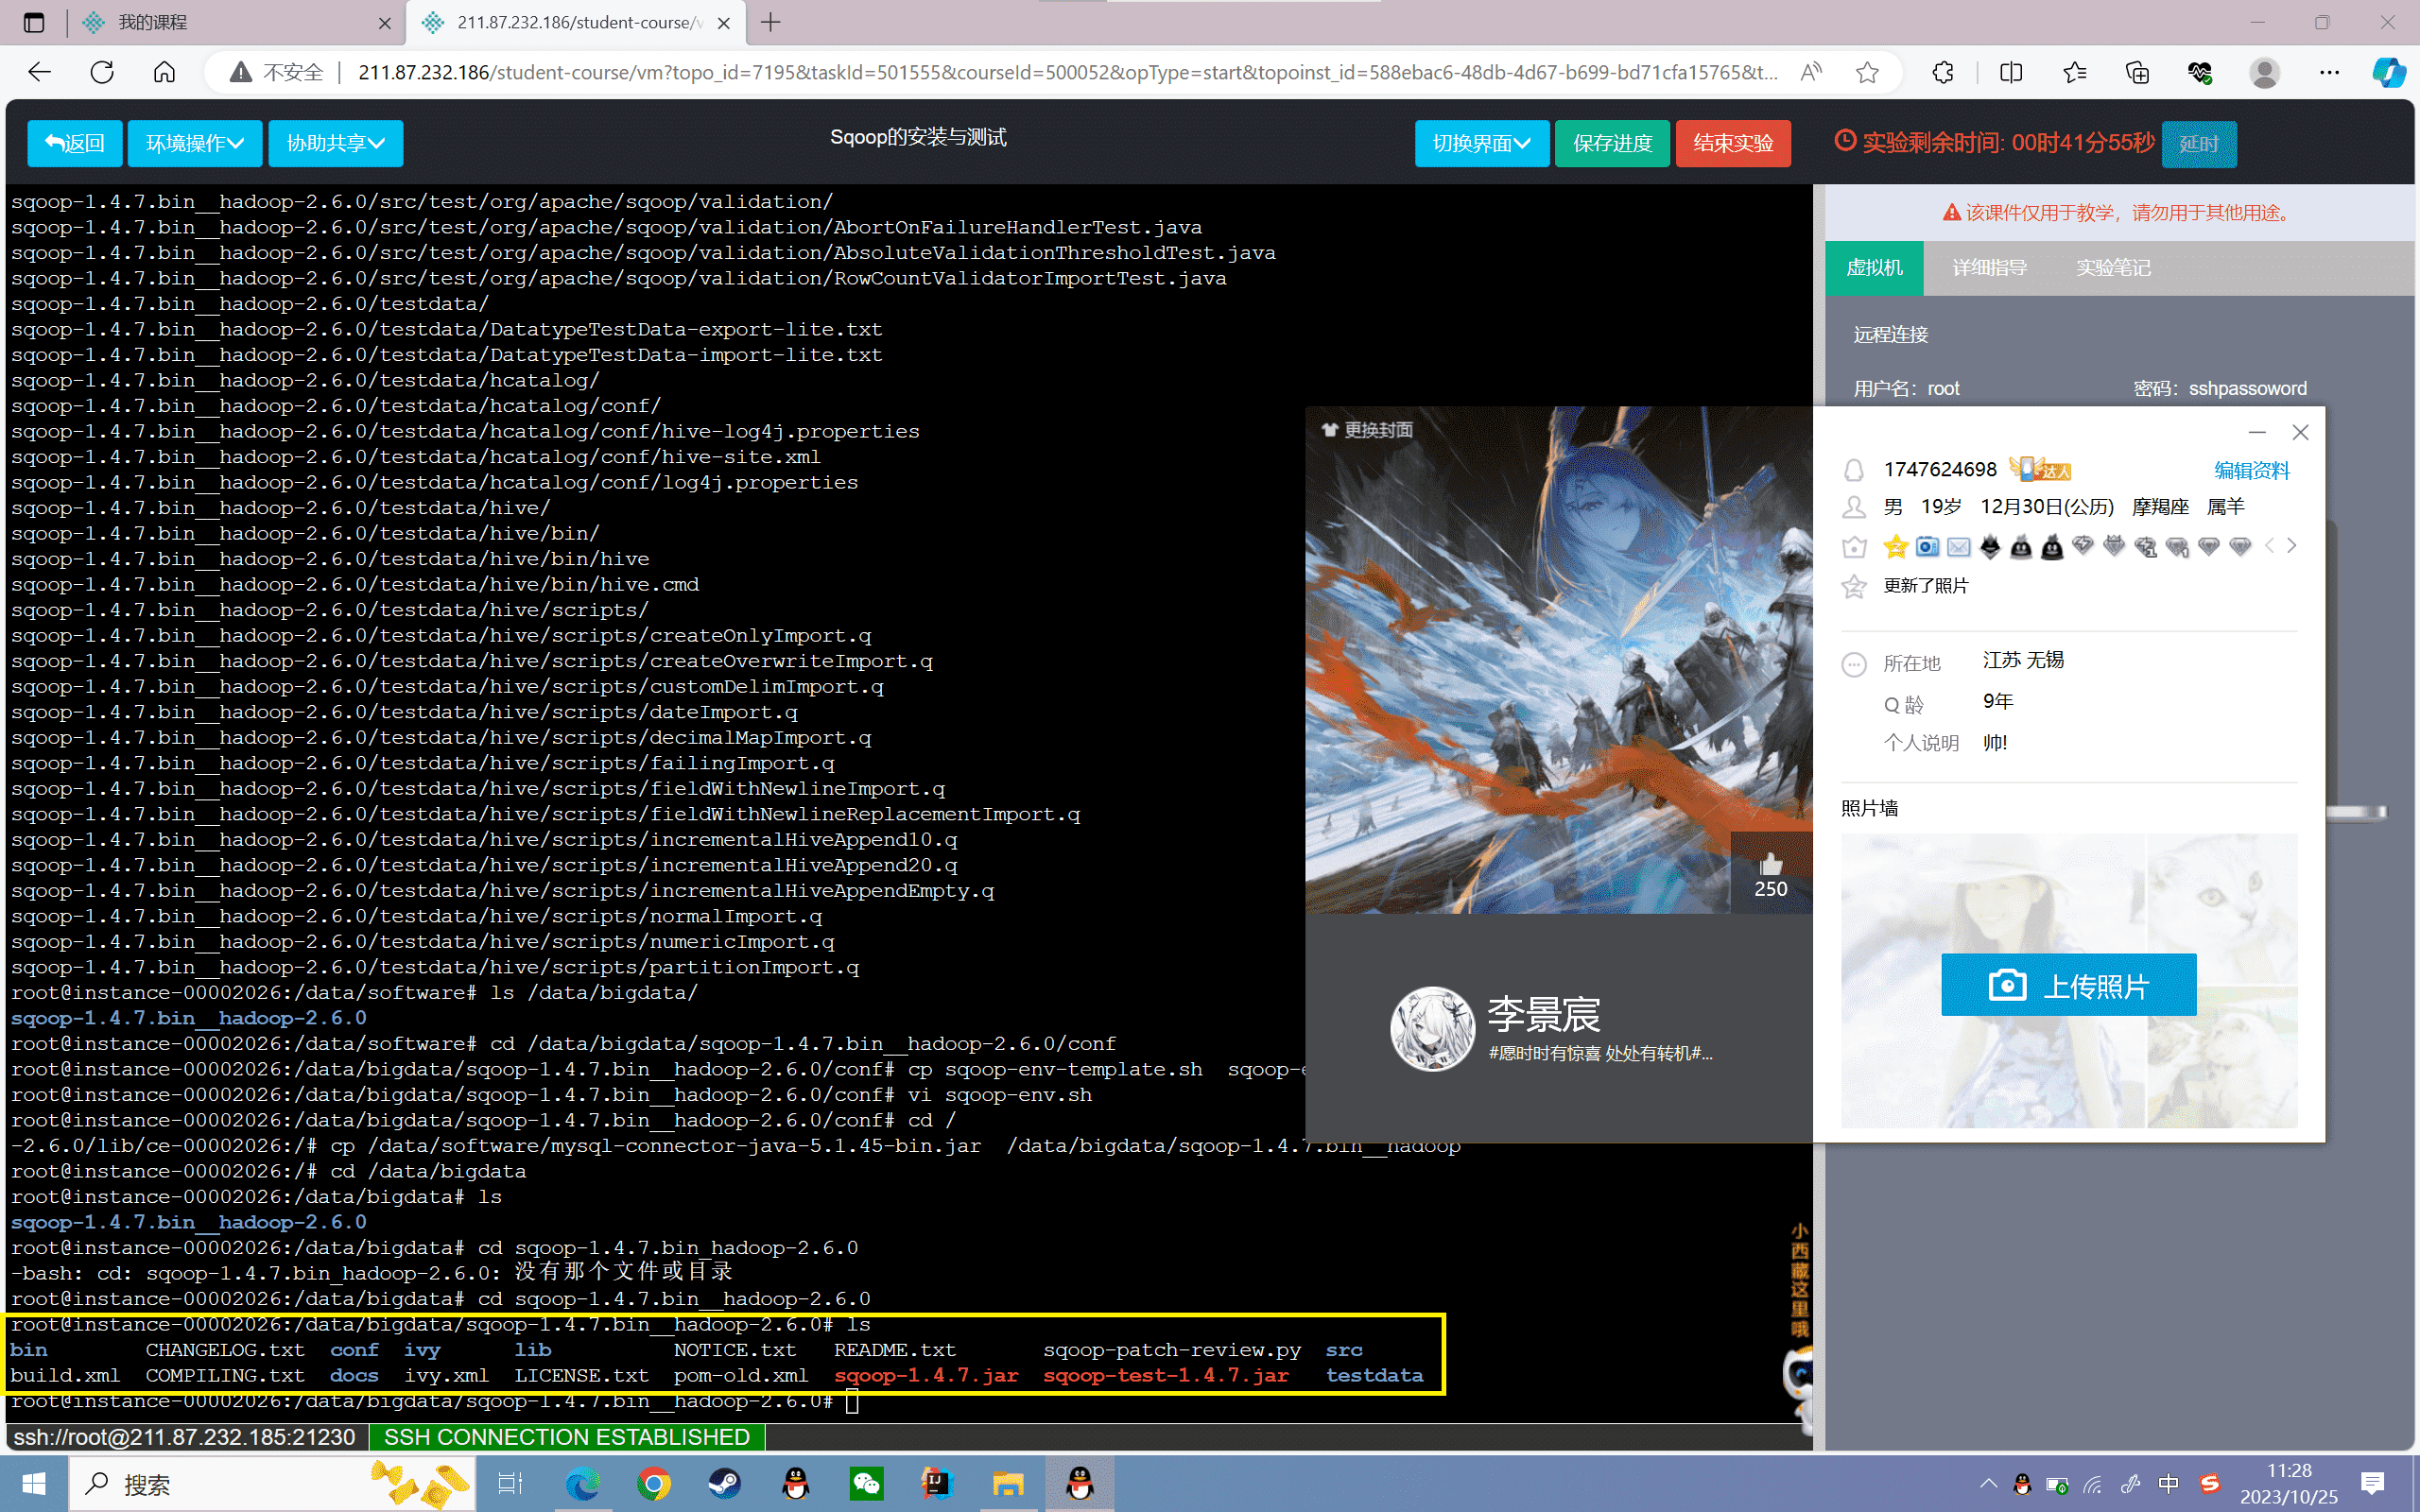 我的课程
211.87.232.186/student-course/v
不安全
211.87.232.186/student-course/vm?topo_id=7195&taskId=501555&courseId=500052&opType=start&topoinst_id=588ebac6-48db-4d67-b699-bd71cfa15765&t...
返回
环境操作
协助共享
Sqoop的安装与测试
切换界面
保存进度
结束实验
实验剩余时间: 00时41分55秒
延时
sqoop-1.4.7.bin__hadoop-2.6.0/src/test/org/apache/sqoop/validation/
sqoop-1.4.7.bin__hadoop-2.6.0/src/test/org/apache/sqoop/validation/AbortOnFailureHandlerTest.java
sqoop-1.4.7.bin__hadoop-2.6.0/src/test/org/apache/sqoop/validation/AbsoluteValidationThresholdTest.java
sqoop-1.4.7.bin__hadoop-2.6.0/src/test/org/apache/sqoop/validation/RowCountValidatorImportTest.java
sqoop-1.4.7.bin__hadoop-2.6.0/testdata/
sqoop-1.4.7.bin__hadoop-2.6.0/testdata/DatatypeTestData-export-lite.txt
sqoop-1.4.7.bin__hadoop-2.6.0/testdata/DatatypeTestData-import-lite.txt
sqoop-1.4.7.bin__hadoop-2.6.0/testdata/hcatalog/
sqoop-1.4.7.bin__hadoop-2.6.0/testdata/hcatalog/conf/
sqoop-1.4.7.bin__hadoop-2.6.0/testdata/hcatalog/conf/hive-log4j.properties
sqoop-1.4.7.bin__hadoop-2.6.0/testdata/hcatalog/conf/hive-site.xml
sqoop-1.4.7.bin__hadoop-2.6.0/testdata/hcatalog/conf/log4j.properties
sqoop-1.4.7.bin__hadoop-2.6.0/testdata/hive/
sqoop-1.4.7.bin__hadoop-2.6.0/testdata/hive/bin/
sqoop-1.4.7.bin__hadoop-2.6.0/testdata/hive/bin/hive
sqoop-1.4.7.bin__hadoop-2.6.0/testdata/hive/bin/hive.cmd
sqoop-1.4.7.bin__hadoop-2.6.0/testdata/hive/scripts/
sqoop-1.4.7.bin__hadoop-2.6.0/testdata/hive/scripts/createOnlyImport.q
sqoop-1.4.7.bin__hadoop-2.6.0/testdata/hive/scripts/createOverwriteImport.q
sqoop-1.4.7.bin__hadoop-2.6.0/testdata/hive/scripts/customDelimImport.q
sqoop-1.4.7.bin__hadoop-2.6.0/testdata/hive/scripts/dateImport.q
sqoop-1.4.7.bin__hadoop-2.6.0/testdata/hive/scripts/decimalMapImport.q
sqoop-1.4.7.bin__hadoop-2.6.0/testdata/hive/scripts/failingImport.q
sqoop-1.4.7.bin__hadoop-2.6.0/testdata/hive/scripts/fieldWithNewlineImport.q
sqoop-1.4.7.bin__hadoop-2.6.0/testdata/hive/scripts/fieldWithNewlineReplacementImport.q
sqoop-1.4.7.bin__hadoop-2.6.0/testdata/hive/scripts/incrementalHiveAppend10.q
sqoop-1.4.7.bin__hadoop-2.6.0/testdata/hive/scripts/incrementalHiveAppend20.q
sqoop-1.4.7.bin__hadoop-2.6.0/testdata/hive/scripts/incrementalHiveAppendEmpty.q
sqoop-1.4.7.bin__hadoop-2.6.0/testdata/hive/scripts/normalImport.q
sqoop-1.4.7.bin__hadoop-2.6.0/testdata/hive/scripts/numericImport.q
sqoop-1.4.7.bin__hadoop-2.6.0/testdata/hive/scripts/partitionImport.q
root@instance-00002026:/data/software# ls /data/bigdata/
sqoop-1.4.7.bin__hadoop-2.6.0
root@instance-00002026:/data/software# cd /data/bigdata/sqoop-1.4.7.bin__hadoop-2.6.0/conf
root@instance-00002026:/data/bigdata/sqoop-1.4.7.bin__hadoop-2.6.0/conf# cp sqoop-env-template.sh  sqoop-e
root@instance-00002026:/data/bigdata/sqoop-1.4.7.bin__hadoop-2.6.0/conf# vi sqoop-env.sh
root@instance-00002026:/data/bigdata/sqoop-1.4.7.bin__hadoop-2.6.0/conf# cd /
-2.6.0/lib/ce-00002026:/# cp /data/software/mysql-connector-java-5.1.45-bin.jar  /data/bigdata/sqoop-1.4.7.bin__hadoop
root@instance-00002026:/# cd /data/bigdata
root@instance-00002026:/data/bigdata# ls
sqoop-1.4.7.bin__hadoop-2.6.0
root@instance-00002026:/data/bigdata# cd sqoop-1.4.7.bin_hadoop-2.6.0
-bash: cd: sqoop-1.4.7.bin_hadoop-2.6.0: 没有那个文件或目录
root@instance-00002026:/data/bigdata# cd sqoop-1.4.7.bin__hadoop-2.6.0
root@instance-00002026:/data/bigdata/sqoop-1.4.7.bin__hadoop-2.6.0# ls
bin CHANGELOG.txt conf ivy lib NOTICE.txt README.txt sqoop-patch-review.py src
build.xml COMPILING.txt docs ivy.xml LICENSE.txt pom-old.xml sqoop-1.4.7.jar sqoop-test-1.4.7.jar testdata
root@instance-00002026:/data/bigdata/sqoop-1.4.7.bin__hadoop-2.6.0#
ssh://root@211.87.232.185:21230
SSH CONNECTION ESTABLISHED
小西藏这里哦
该课件仅用于教学，请勿用于其他用途。
虚拟机
详细指导
实验笔记
远程连接
用户名：root
密码：sshpassoword
更换封面
250
李景宸
#愿时时有惊喜 处处有转机#...
1747624698
达人
编辑资料
男 19岁 12月30日(公历) 摩羯座 属羊
更新了照片
所在地 江苏 无锡
Q 龄 9年
个人说明 帅!
照片墙
上传照片
搜索
中
11:28
2023/10/25